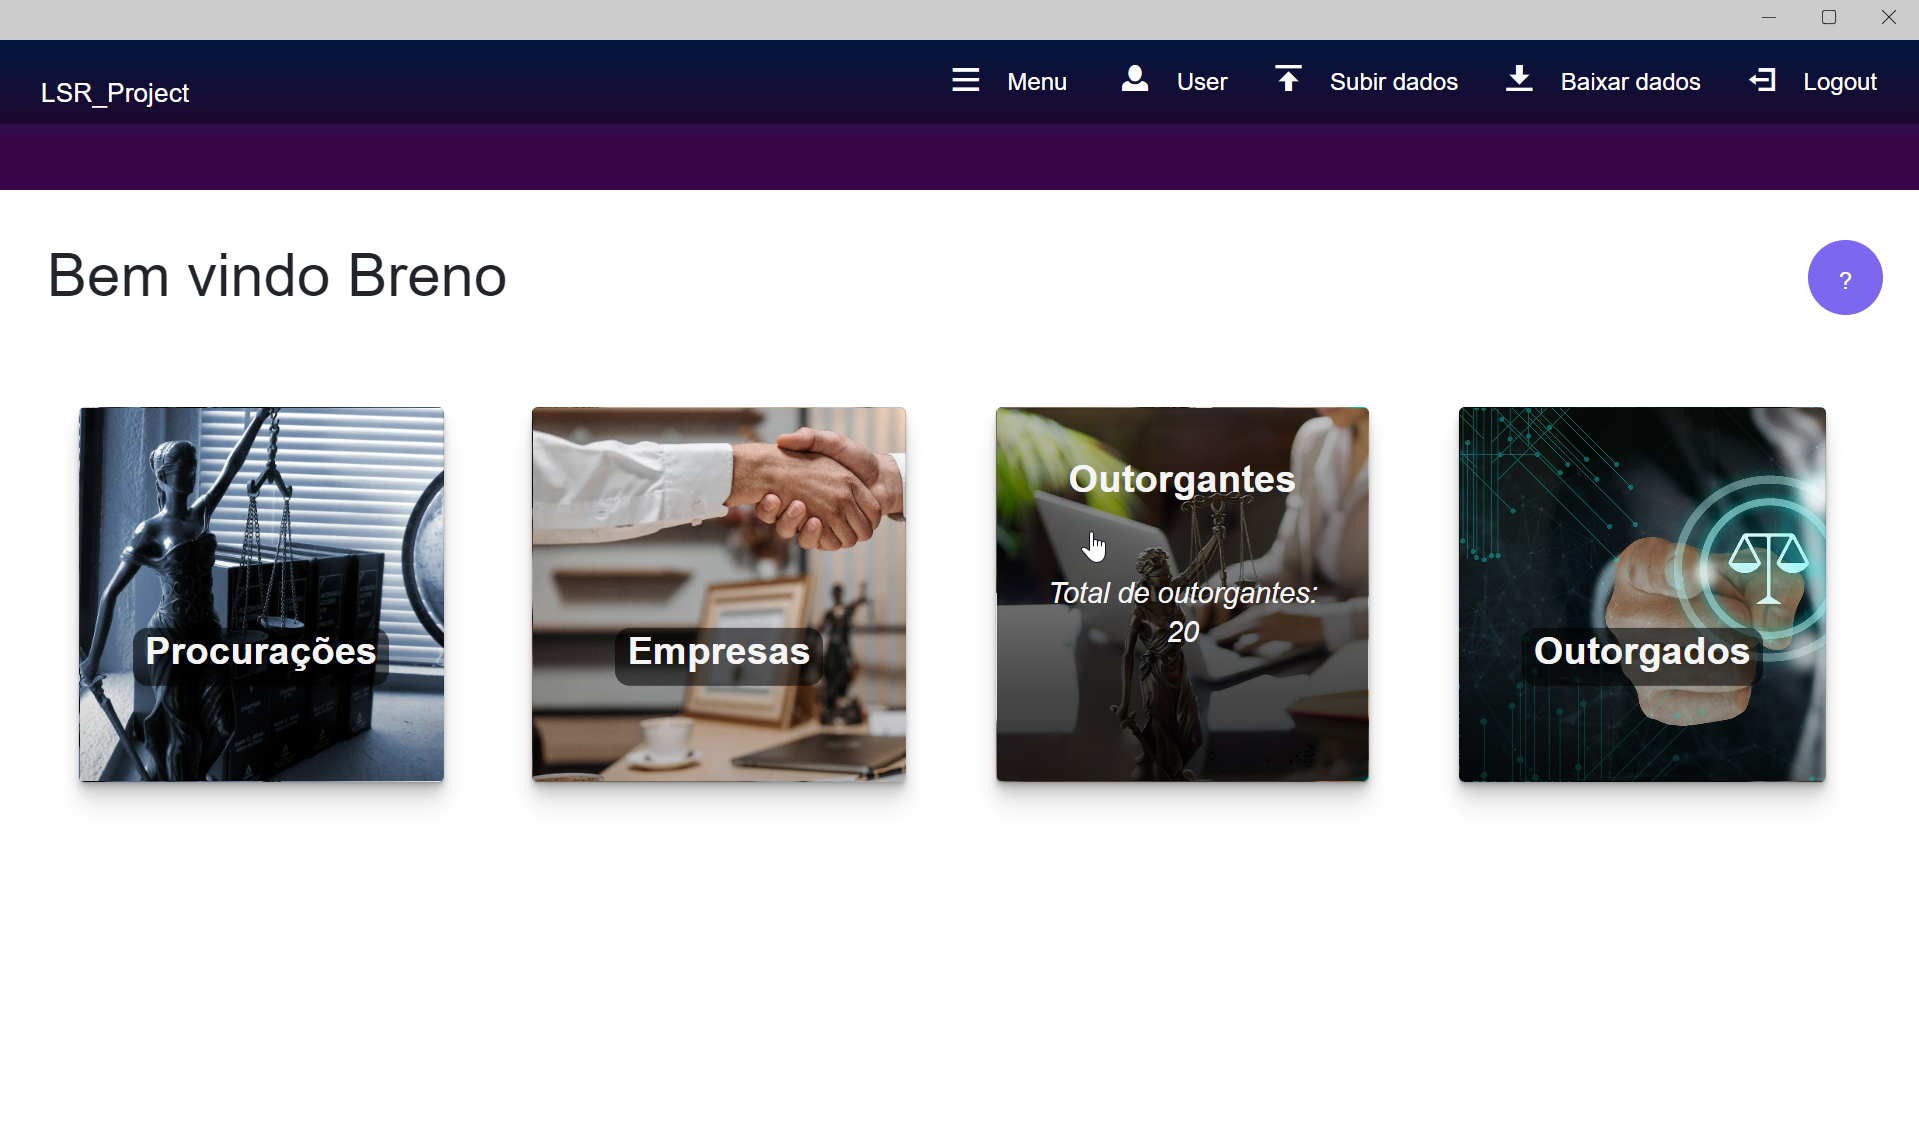 LSR_Project
Menu
User
Subir dados
Baixar dados
Logout
Bem vindo Breno
?
Procurações
Empresas
Outorgantes
Total de outorgantes:
20
Outorgados